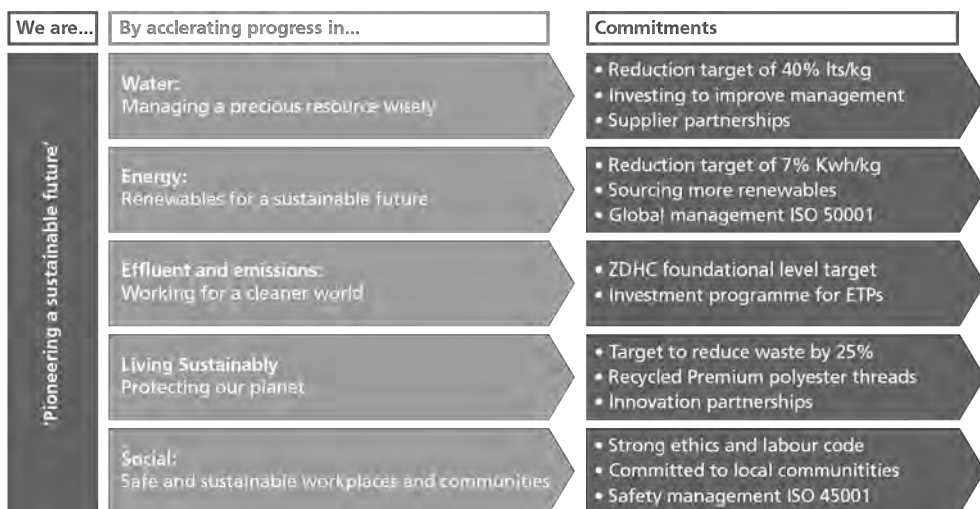 We are...
By acclerating progress in...
Commitments
'Pioneering a sustainable future'
Water:
Managing a precious resource wisely
• Reduction target of 40% lts/kg
• Investing to improve management
• Supplier partnerships
Energy:
Renewables for a sustainable future
• Reduction target of 7% Kwh/kg
• Sourcing more renewables
• Global management ISO 50001
Effluent and emissions:
Working for a cleaner world
• ZDHC foundational level target
• Investment programme for ETPs
Living Sustainably
Protecting our planet
• Target to reduce waste by 25%
• Recycled Premium polyester threads
• Innovation partnerships
Social:
Safe and sustainable workplaces and communities
• Strong ethics and labour code
• Committed to local communitities
• Safety management ISO 45001